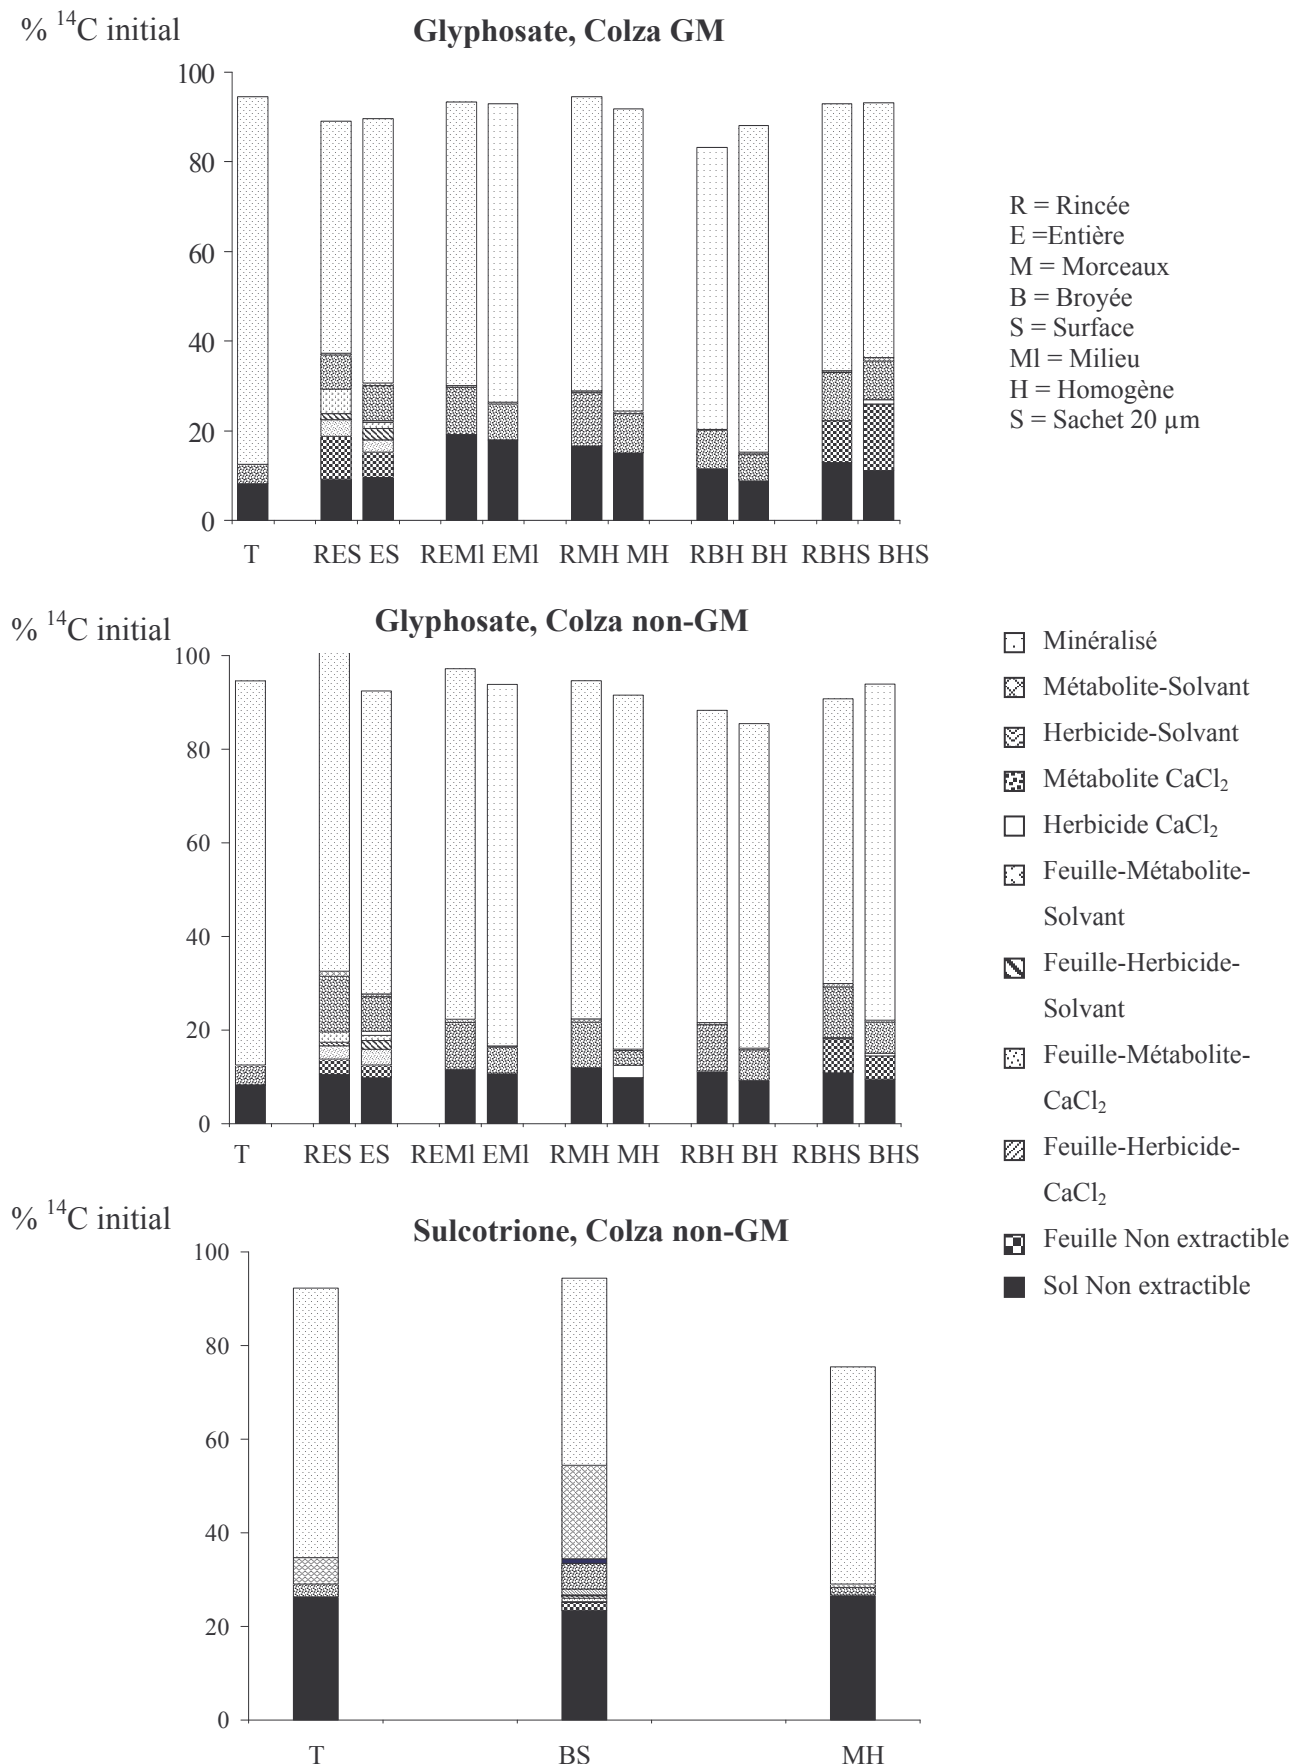 % ¹⁴C initial
Glyphosate, Colza GM
100
80
60
40
20
0
T RES ES REMl EMl RMH MH RBH BH RBHS BHS
R = Rincée
E =Entière
M = Morceaux
B = Broyée
S = Surface
Ml = Milieu
H = Homogène
S = Sachet 20 µm
% ¹⁴C initial
Glyphosate, Colza non-GM
100
80
60
40
20
0
T RES ES REMl EMl RMH MH RBH BH RBHS BHS
Minéralisé
Métabolite-Solvant
Herbicide-Solvant
Métabolite CaCl₂
Herbicide CaCl₂
Feuille-Métabolite-
Solvant
Feuille-Herbicide-
Solvant
Feuille-Métabolite-
CaCl₂
Feuille-Herbicide-
CaCl₂
Feuille Non extractible
Sol Non extractible
% ¹⁴C initial
Sulcotrione, Colza non-GM
100
80
60
40
20
0
T BS MH